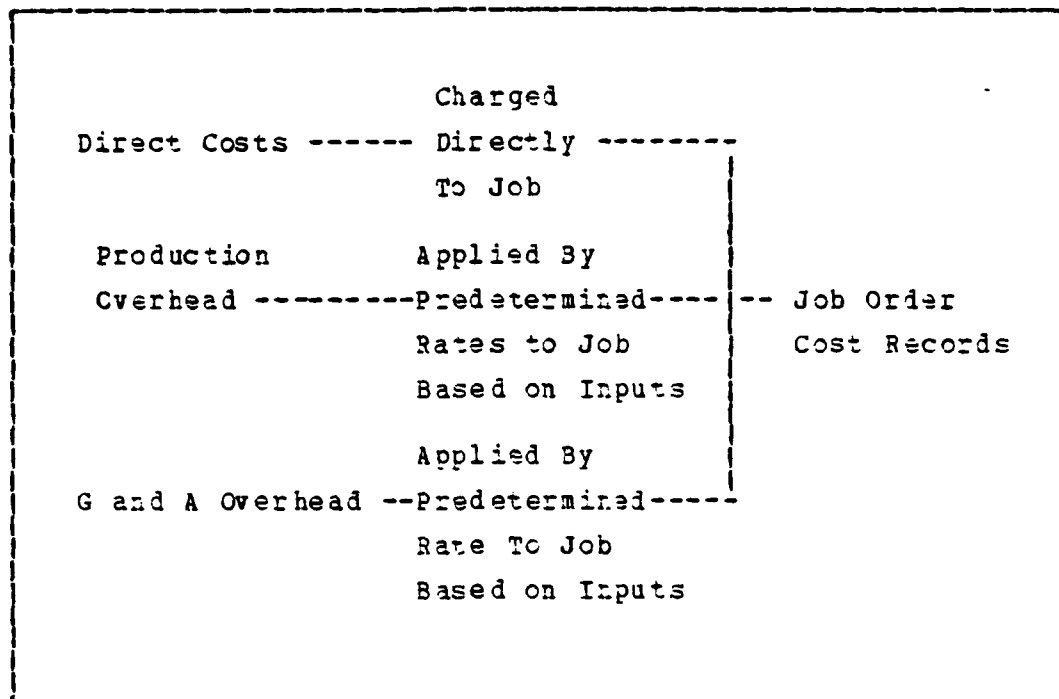 Charged
Direct Costs ------ Directly --------
To Job
Production Applied By
Overhead ---------Predetermined---- -- Job Order
Rates to Job Cost Records
Based on Inputs
Applied By
G and A Overhead --Predetermined-----
Rate To Job
Based on Inputs